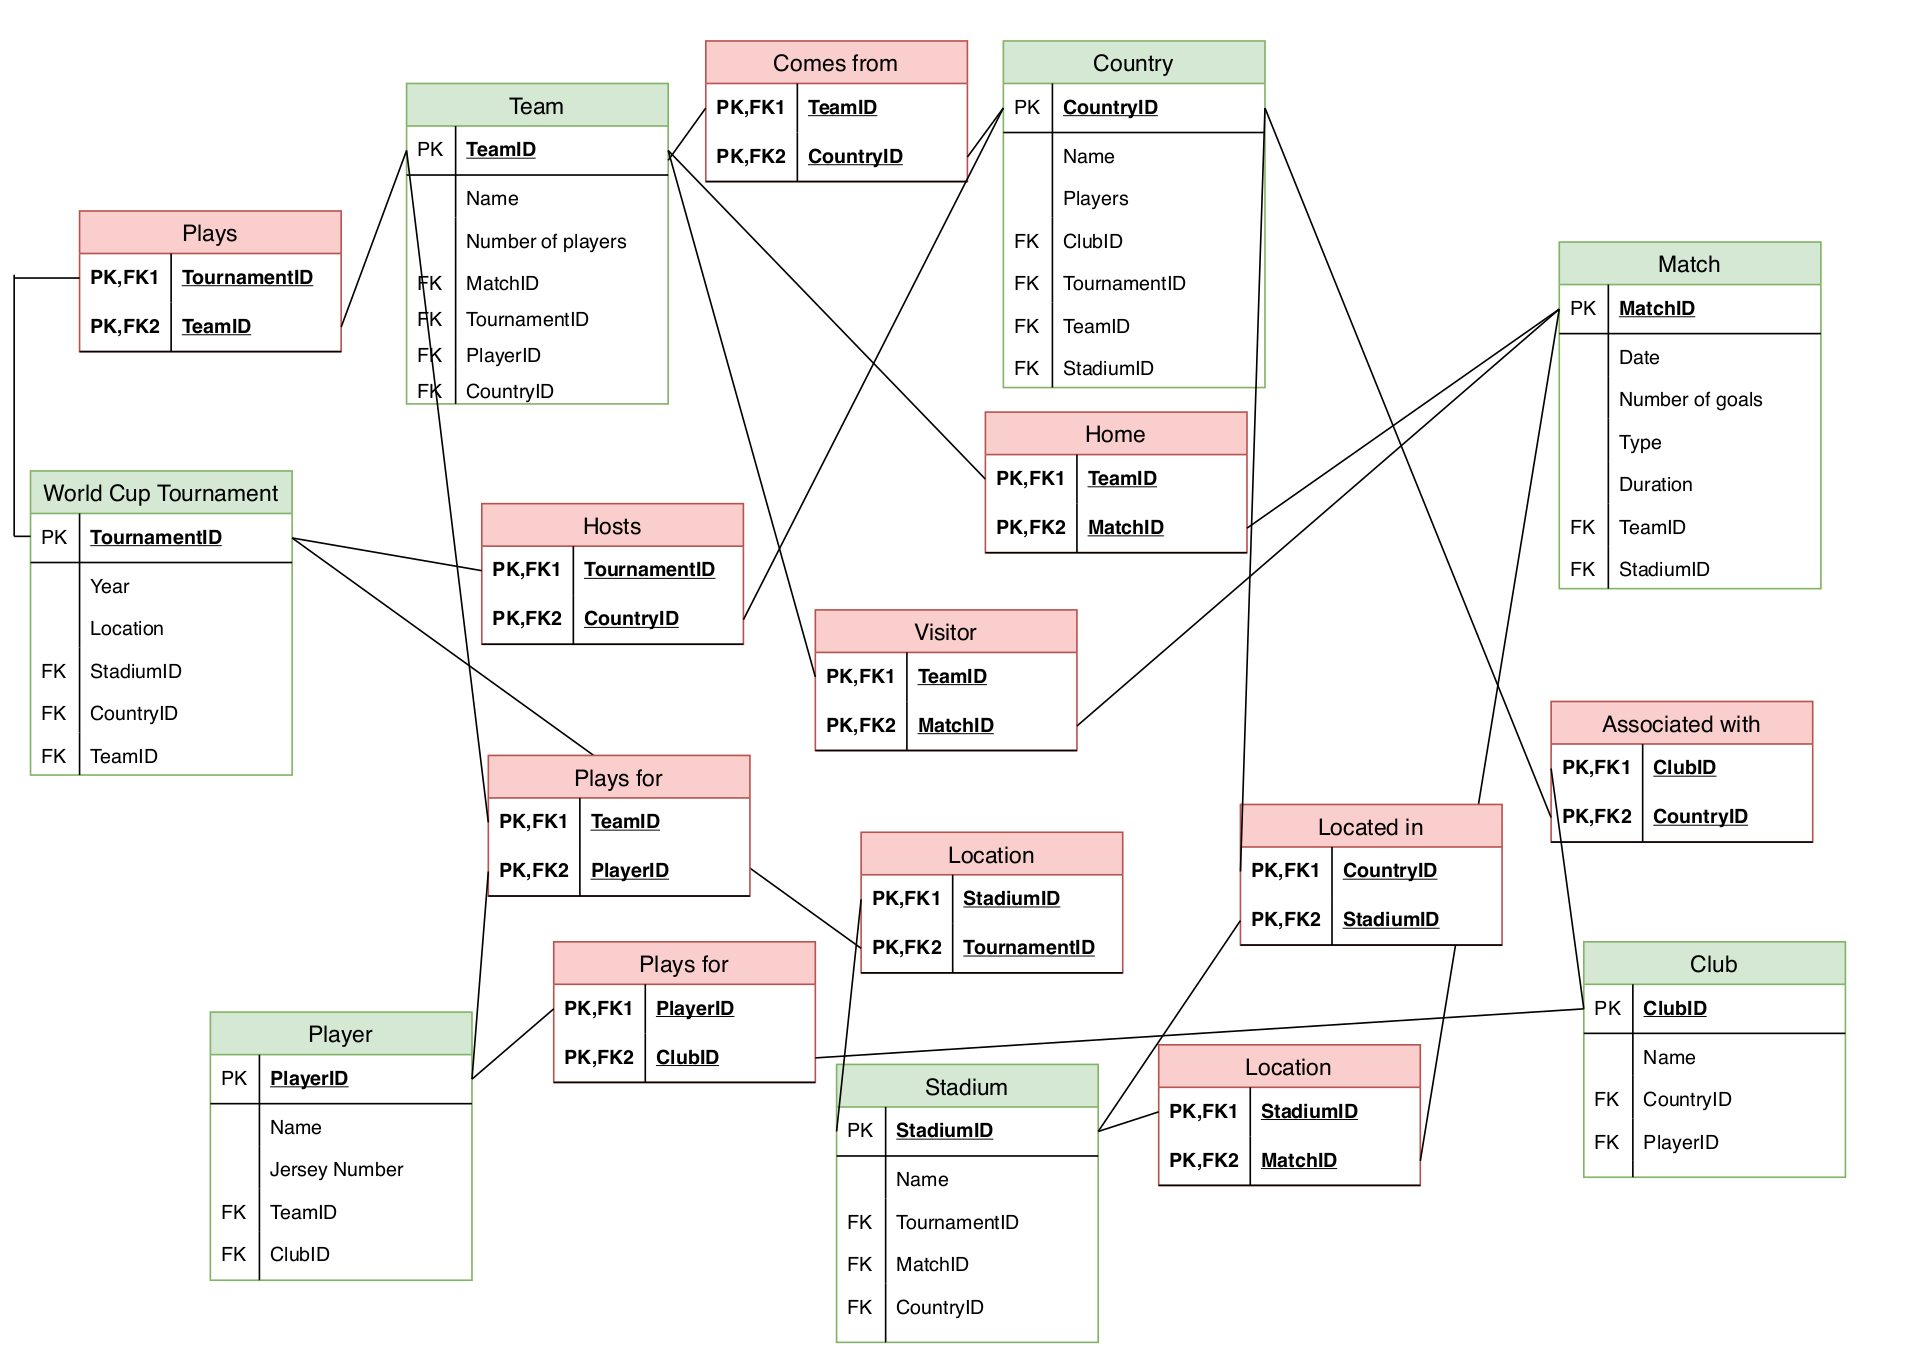 Comes from
PK,FK1 TeamID
PK,FK2 CountryID
Country
PK CountryID
Name
Players
FK ClubID
FK TournamentID
FK TeamID
FK StadiumID
Team
PK TeamID
Name
Number of players
FK MatchID
FK TournamentID
FK PlayerID
FK CountryID
Plays
PK,FK1 TournamentID
PK,FK2 TeamID
Match
PK MatchID
Date
Number of goals
Type
Duration
FK TeamID
FK StadiumID
Home
PK,FK1 TeamID
PK,FK2 MatchID
World Cup Tournament
PK TournamentID
Year
Location
FK StadiumID
FK CountryID
FK TeamID
Hosts
PK,FK1 TournamentID
PK,FK2 CountryID
Visitor
PK,FK1 TeamID
PK,FK2 MatchID
Associated with
PK,FK1 ClubID
PK,FK2 CountryID
Plays for
PK,FK1 TeamID
PK,FK2 PlayerID
Location
PK,FK1 StadiumID
PK,FK2 TournamentID
Located in
PK,FK1 CountryID
PK,FK2 StadiumID
Plays for
PK,FK1 PlayerID
PK,FK2 ClubID
Club
PK ClubID
Name
FK CountryID
FK PlayerID
Player
PK PlayerID
Name
Jersey Number
FK TeamID
FK ClubID
Stadium
PK StadiumID
Name
FK TournamentID
FK MatchID
FK CountryID
Location
PK,FK1 StadiumID
PK,FK2 MatchID